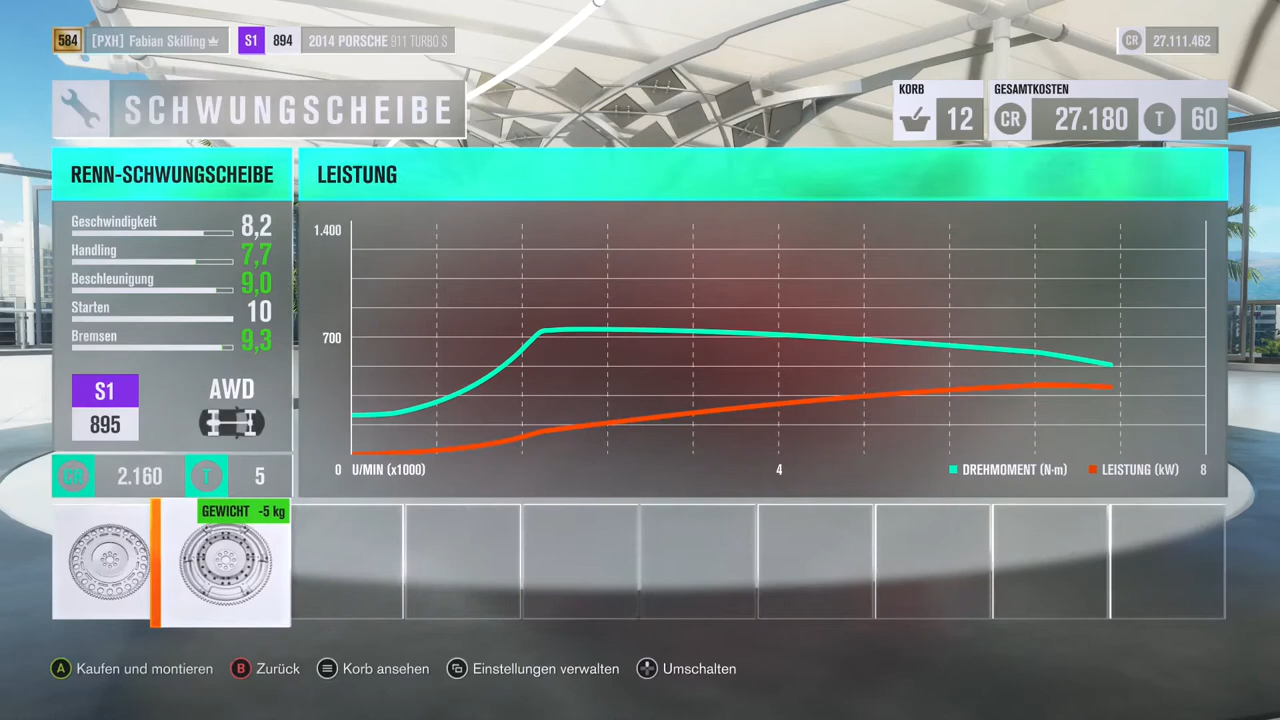 584 [PXH] Fabian Skilling S1 894 2014 PORSCHE 911 TURBO S CR 27.111.462
SCHWUNGSCHEIBE
KORB
12
GESAMTKOSTEN
CR 27.180 T 60
RENN-SCHWUNGSCHEIBE
Geschwindigkeit 8,2
Handling 7,7
Beschleunigung 9,0
Starten 10
Bremsen 9,3
S1
895
AWD
CR 2.160 T 5
LEISTUNG
1.400
700
0 U/MIN (x1000) 4 DREHMOMENT (N·m) LEISTUNG (kW) 8
GEWICHT -5 kg
A Kaufen und montieren B Zurück Korb ansehen Einstellungen verwalten Umschalten